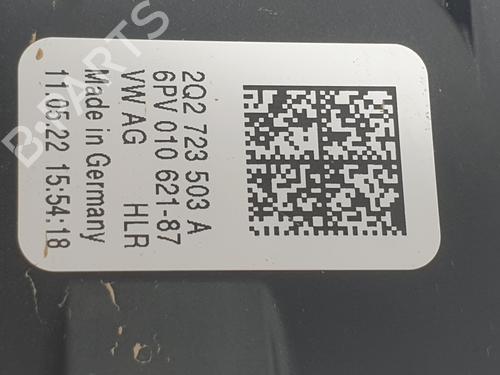 2Q2 723 503 A
6PV 010 621-87
VW AG HLR
Made in Germany
11.05.22 15:54:18
B-PARTS